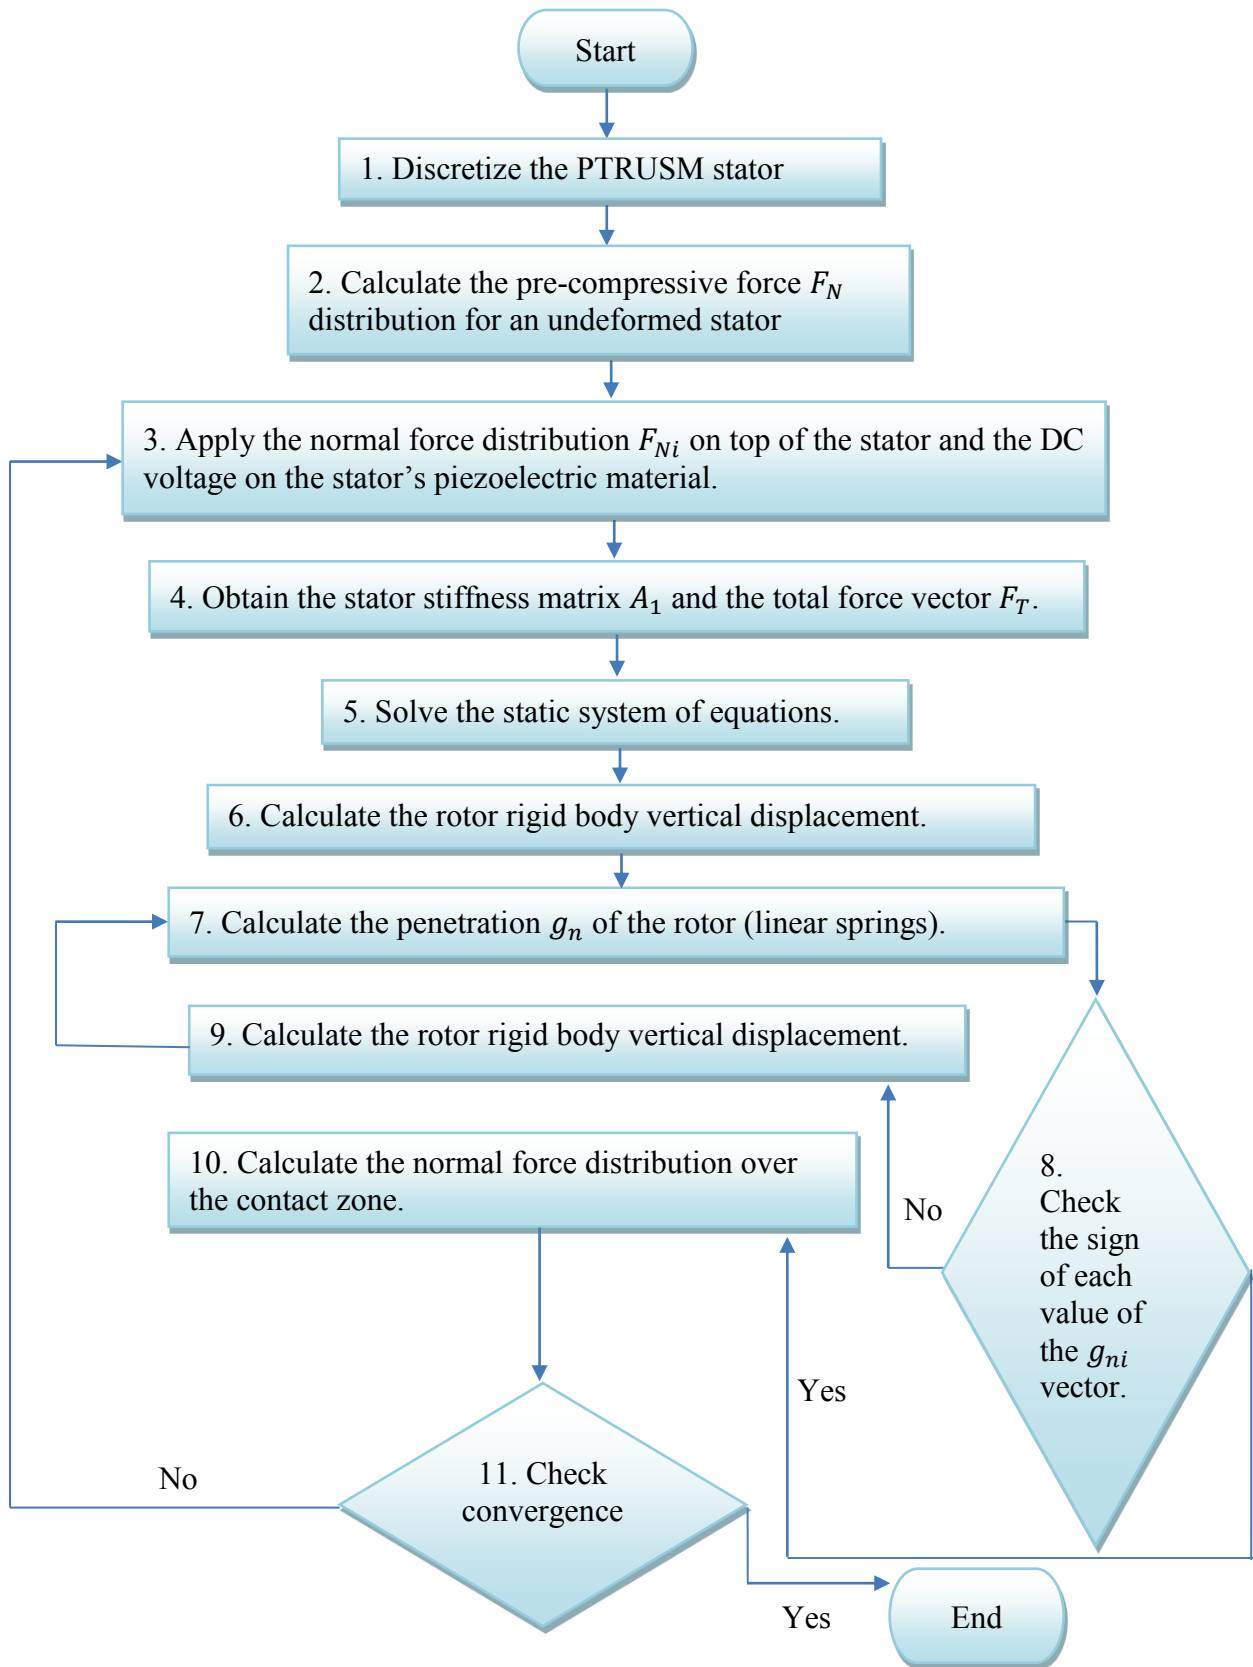 Start
1. Discretize the PTRUSM stator
2. Calculate the pre-compressive force F_N
distribution for an undeformed stator
3. Apply the normal force distribution F_{Ni} on top of the stator and the DC
voltage on the stator’s piezoelectric material.
4. Obtain the stator stiffness matrix A_1 and the total force vector F_T.
5. Solve the static system of equations.
6. Calculate the rotor rigid body vertical displacement.
7. Calculate the penetration g_n of the rotor (linear springs).
8.
Check
the sign
of each
value of
the g_{ni}
vector.
No
9. Calculate the rotor rigid body vertical displacement.
Yes
10. Calculate the normal force distribution over
the contact zone.
11. Check
convergence
No
Yes
End